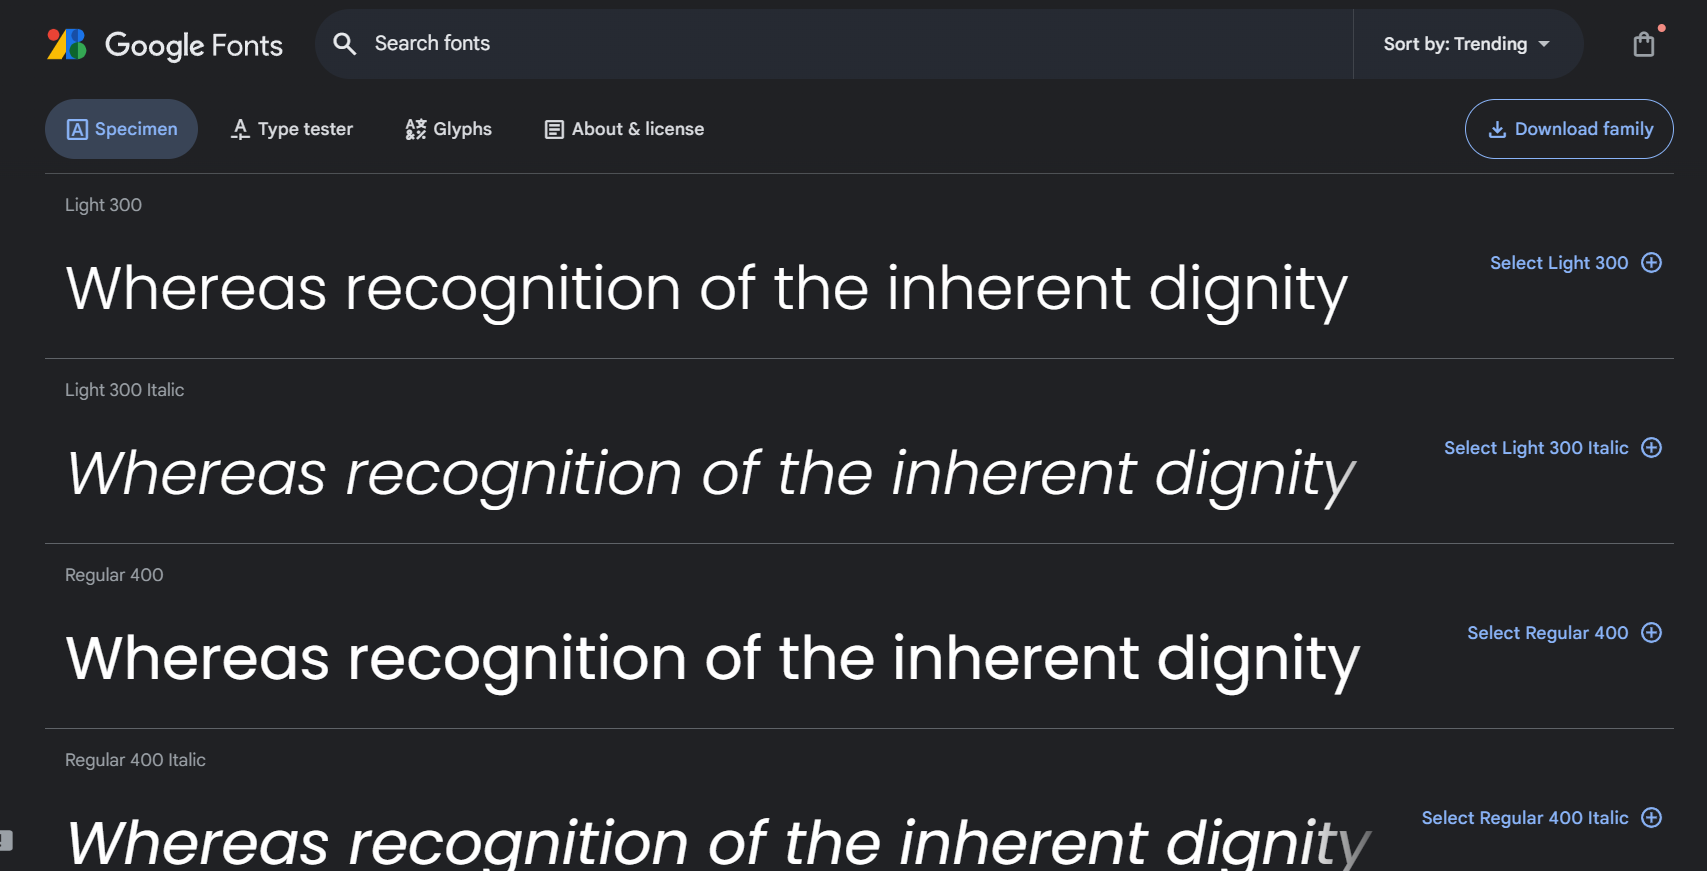 Google Fonts
Search fonts
Sort by: Trending
Specimen
Type tester
Glyphs
About & license
Download family
Light 300
Whereas recognition of the inherent dignity
Select Light 300
Light 300 Italic
Whereas recognition of the inherent dignity
Select Light 300 Italic
Regular 400
Whereas recognition of the inherent dignity
Select Regular 400
Regular 400 Italic
Whereas recognition of the inherent dignity
Select Regular 400 Italic